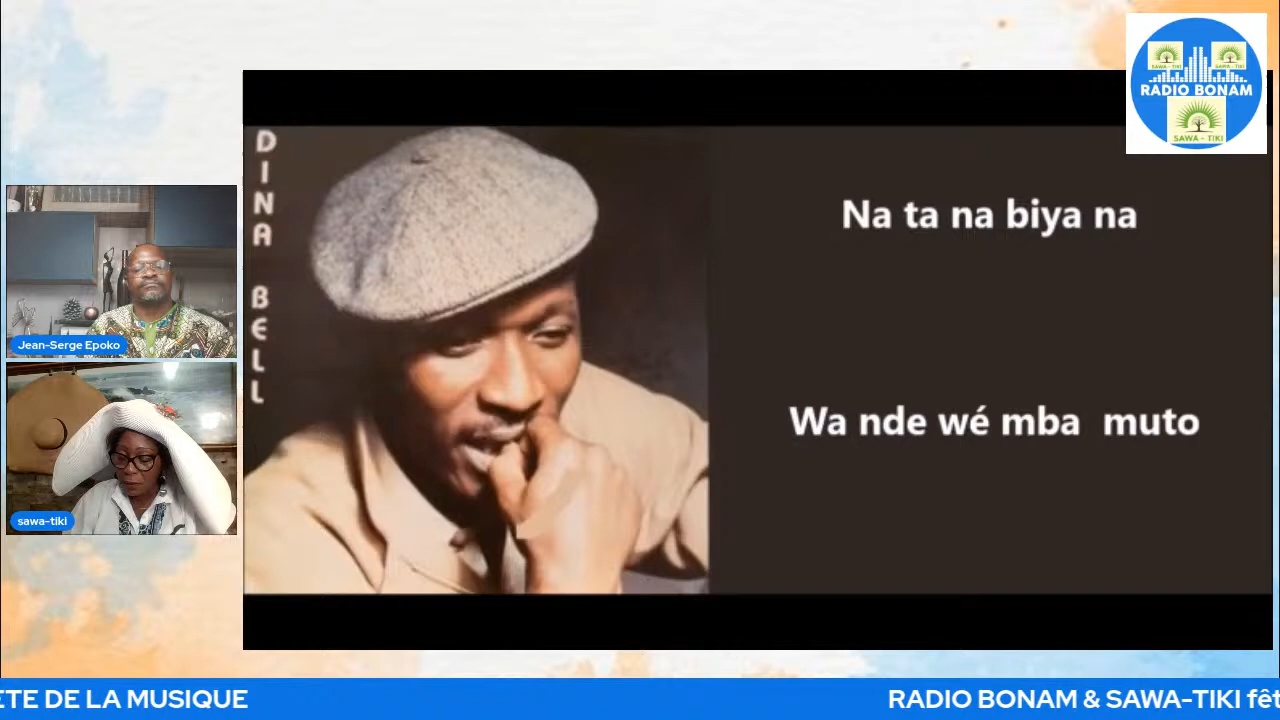 SAWA - TIKI
SAWA - TIKI
RADIO BONAM
SAWA - TIKI
DINA BELL
Na ta na biya na
Wa nde wé mba muto
Jean-Serge Epoko
sawa-tiki
ETE DE LA MUSIQUE
RADIO BONAM & SAWA-TIKI fêt